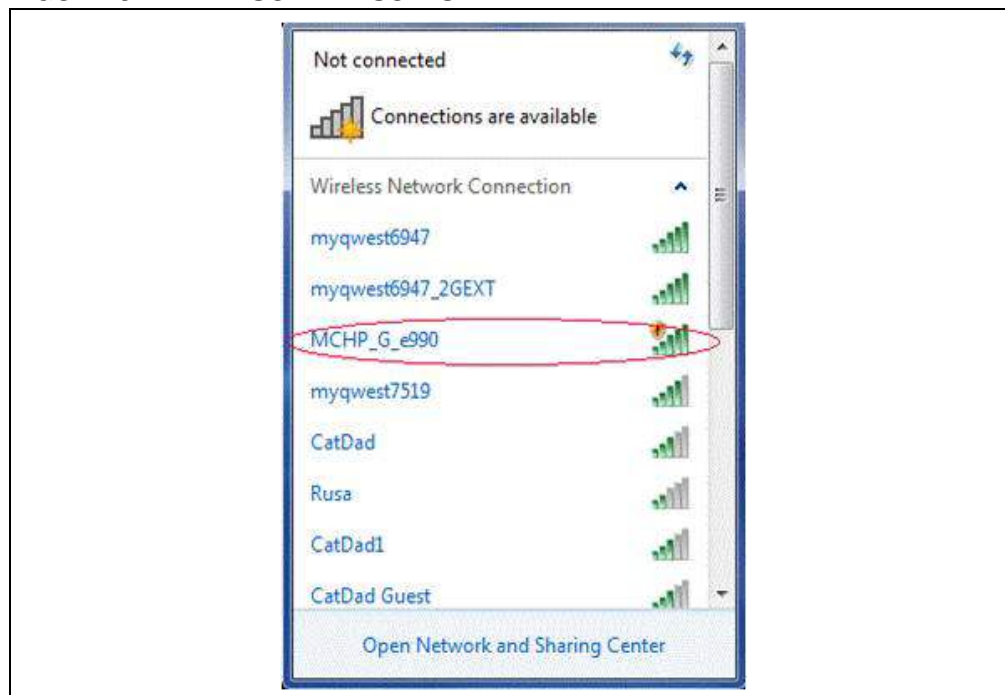 Not connected
Connections are available
Wireless Network Connection
myqwest6947
myqwest6947_2GEXT
MCHP_G_e990
myqwest7519
CatDad
Rusa
CatDad1
CatDad Guest
Open Network and Sharing Center